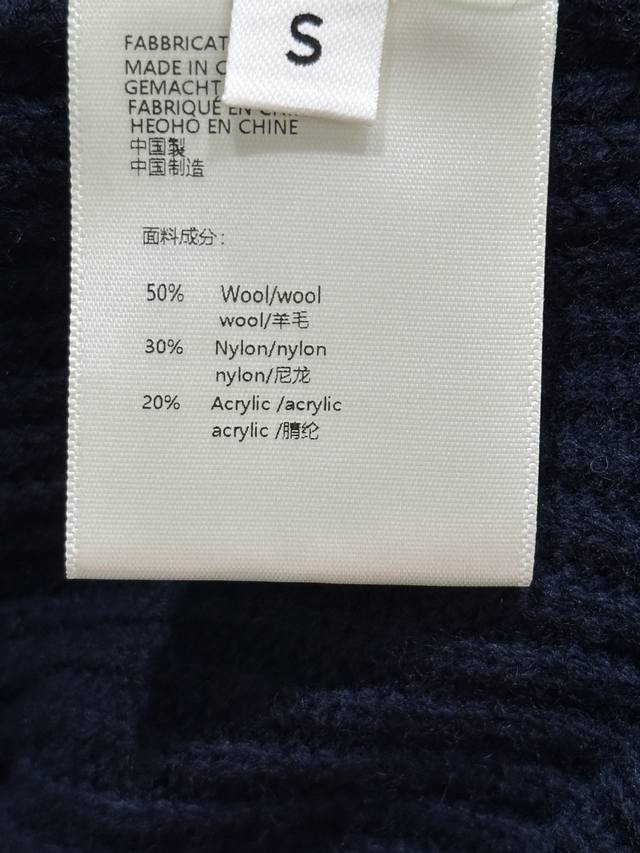 S
FABBRICAT
MADE IN C
GEMACHT
FABRIQUÉ EN
HEOHO EN CHINE
中国製
中国制造
面料成分：
50% Wool/wool
wool/羊毛
30% Nylon/nylon
nylon/尼龙
20% Acrylic /acrylic
acrylic /腈纶